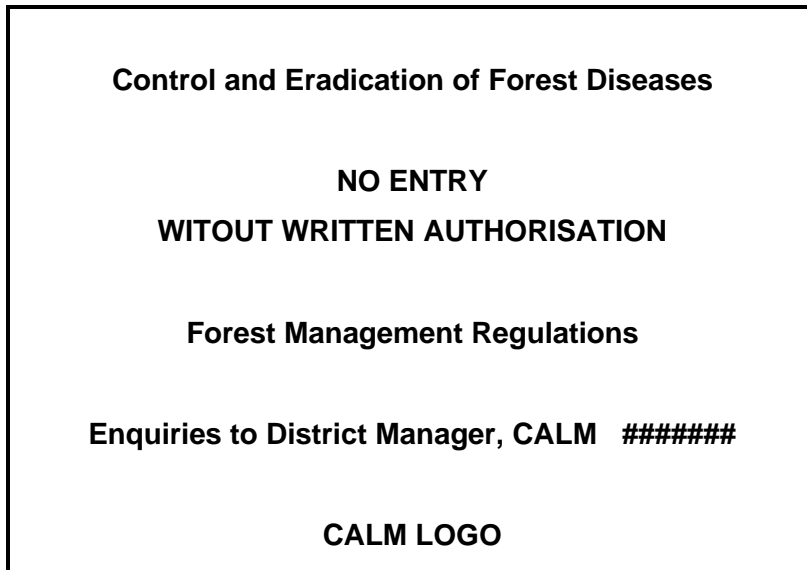 Control and Eradication of Forest Diseases
NO ENTRY
WITOUT WRITTEN AUTHORISATION
Forest Management Regulations
Enquiries to District Manager, CALM #######
CALM LOGO